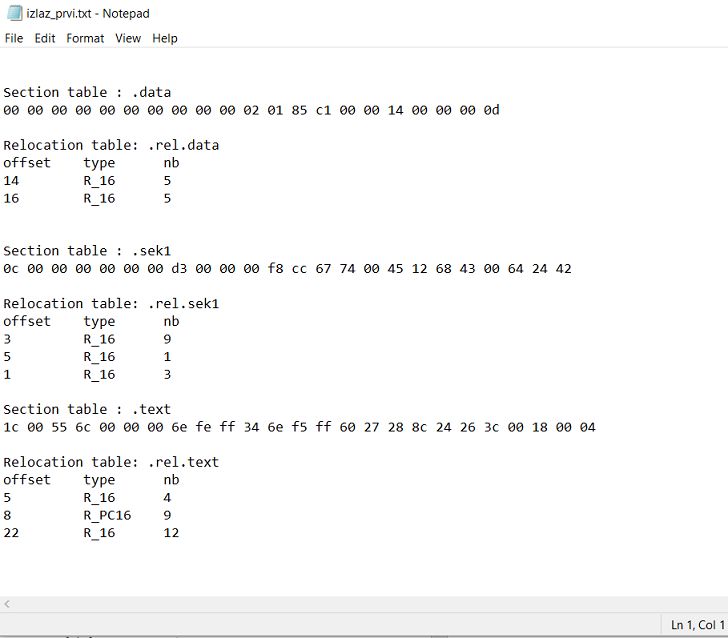 izlaz_prvi.txt - Notepad
File Edit Format View Help
Section table : .data
00 00 00 00 00 00 00 00 00 00 02 01 85 c1 00 00 14 00 00 00 0d
Relocation table: .rel.data
offset type nb
14 R_16 5
16 R_16 5
Section table : .sek1
0c 00 00 00 00 00 00 d3 00 00 00 f8 cc 67 74 00 45 12 68 43 00 64 24 42
Relocation table: .rel.sek1
offset type nb
3 R_16 9
5 R_16 1
1 R_16 3
Section table : .text
1c 00 55 6c 00 00 00 6e fe ff 34 6e f5 ff 60 27 28 8c 24 26 3c 00 18 00 04
Relocation table: .rel.text
offset type nb
5 R_16 4
8 R_PC16 9
22 R_16 12
Ln 1, Col 1